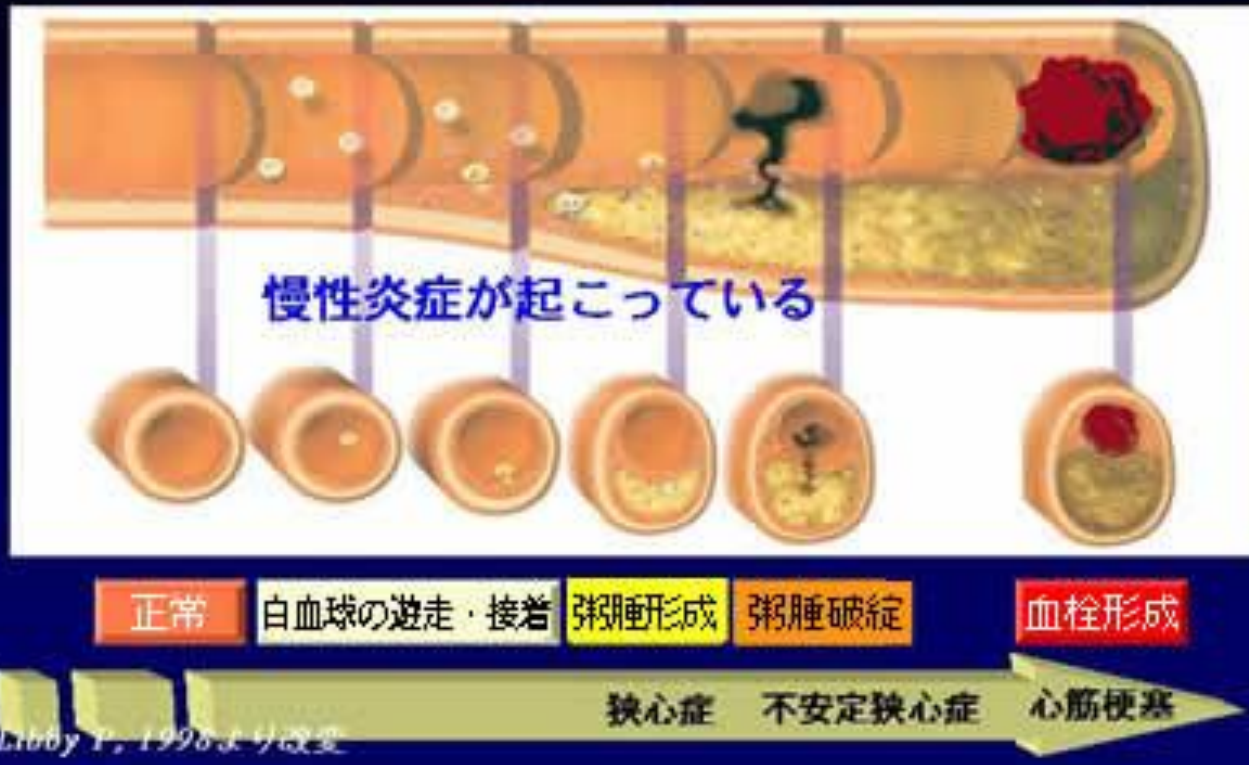 慢性炎症が起こっている
正常 白血球の遊走・接着 粥腫形成 粥腫破綻 血栓形成
狭心症 不安定狭心症 心筋梗塞
Libby P, 1998より改変